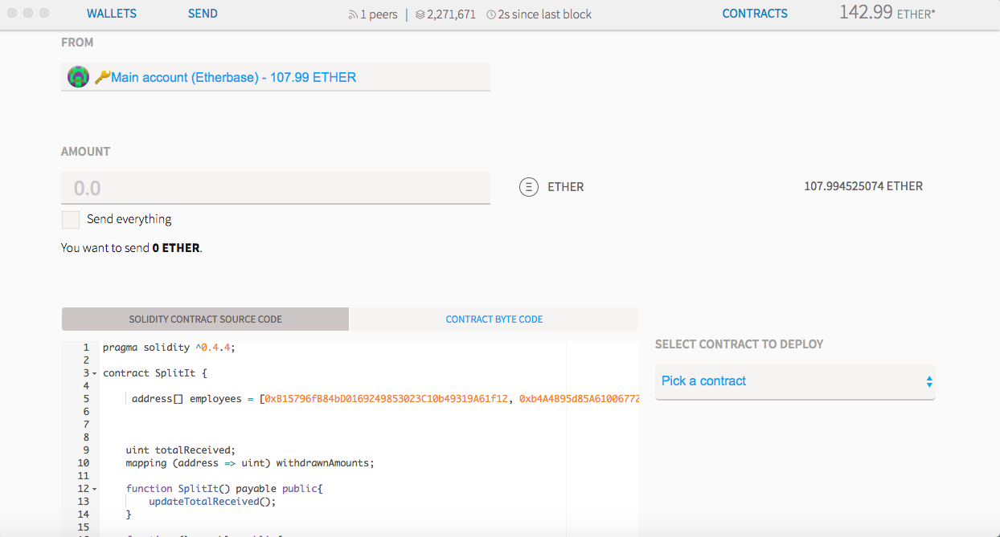 WALLETS SEND 1 peers | 2,271,671 2s since last block CONTRACTS 142.99 ETHER*
FROM
Main account (Etherbase) - 107.99 ETHER
AMOUNT
0.0 ETHER 107.994525074 ETHER
Send everything
You want to send 0 ETHER.
SOLIDITY CONTRACT SOURCE CODE CONTRACT BYTE CODE
SELECT CONTRACT TO DEPLOY
Pick a contract
1 pragma solidity ^0.4.4;
2
3 contract SplitIt {
4
5 address[] employees = [0xB15796fB84bD0169249853023C10b49319A61f12, 0xb4A4B95d85A61006772
6
7
8
9 uint totalReceived;
10 mapping (address => uint) withdrawnAmounts;
11
12 function SplitIt() payable public{
13 updateTotalReceived();
14 }
15